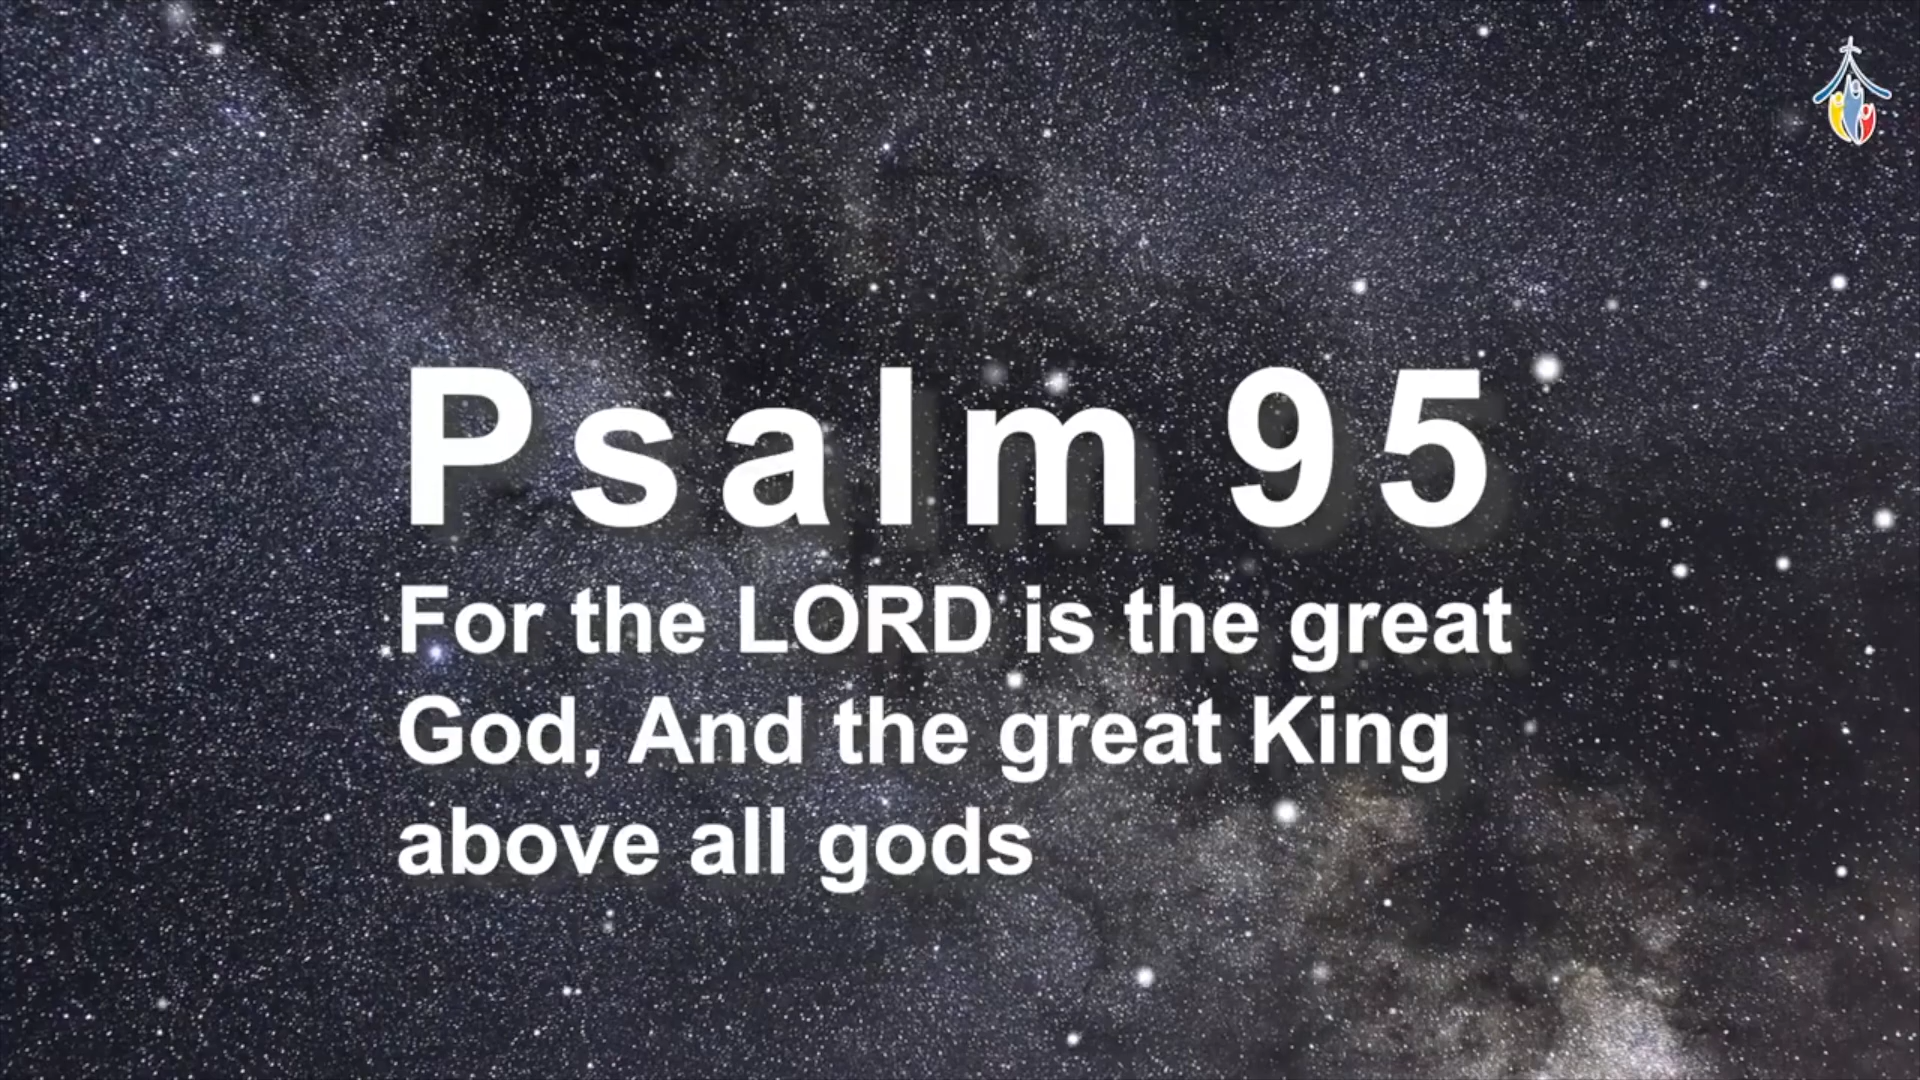 Psalm 95
For the LORD is the great
God, And the great King
above all gods